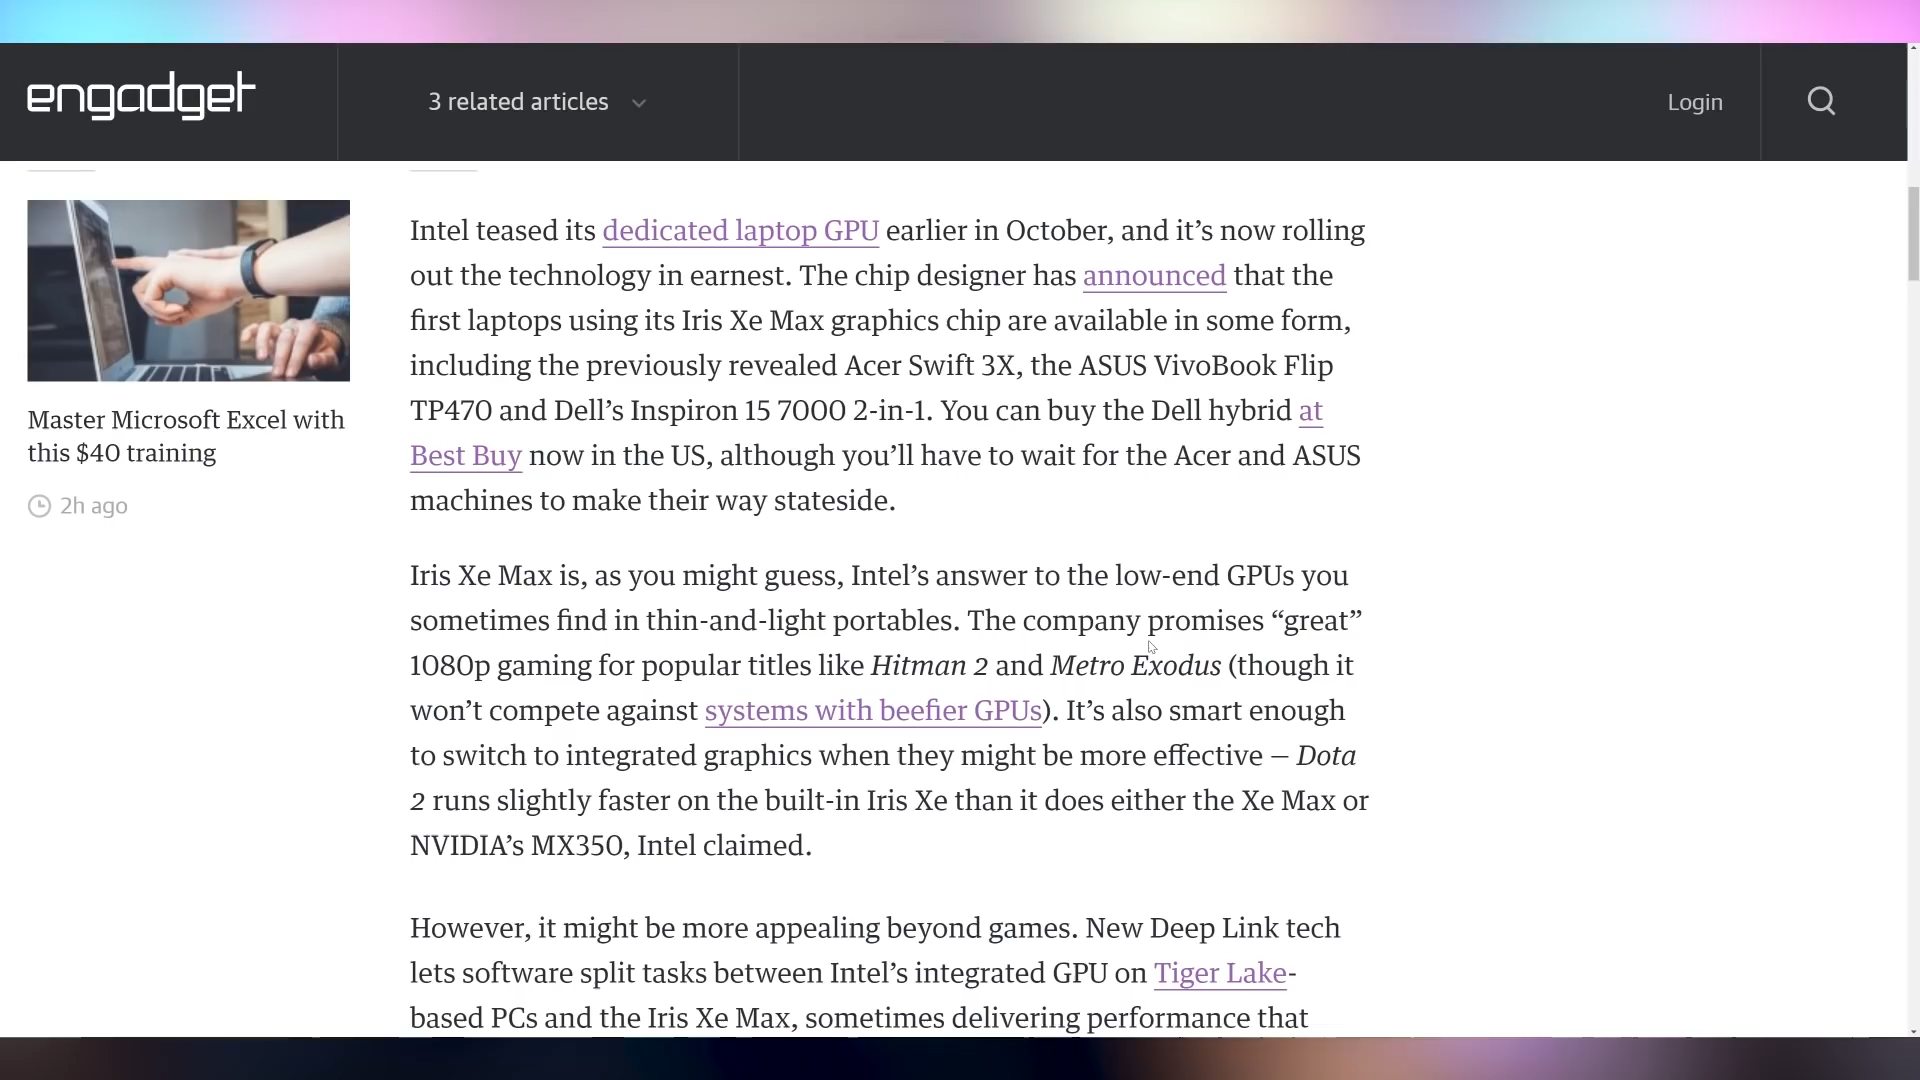 engadget
3 related articles
Login
Master Microsoft Excel with
this $40 training
2h ago
Intel teased its dedicated laptop GPU earlier in October, and it’s now rolling
out the technology in earnest. The chip designer has announced that the
first laptops using its Iris Xe Max graphics chip are available in some form,
including the previously revealed Acer Swift 3X, the ASUS VivoBook Flip
TP470 and Dell’s Inspiron 15 7000 2-in-1. You can buy the Dell hybrid at
Best Buy now in the US, although you’ll have to wait for the Acer and ASUS
machines to make their way stateside.
Iris Xe Max is, as you might guess, Intel’s answer to the low-end GPUs you
sometimes find in thin-and-light portables. The company promises “great”
1080p gaming for popular titles like Hitman 2 and Metro Exodus (though it
won’t compete against systems with beefier GPUs). It’s also smart enough
to switch to integrated graphics when they might be more effective — Dota
2 runs slightly faster on the built-in Iris Xe than it does either the Xe Max or
NVIDIA’s MX350, Intel claimed.
However, it might be more appealing beyond games. New Deep Link tech
lets software split tasks between Intel’s integrated GPU on Tiger Lake-
based PCs and the Iris Xe Max, sometimes delivering performance that